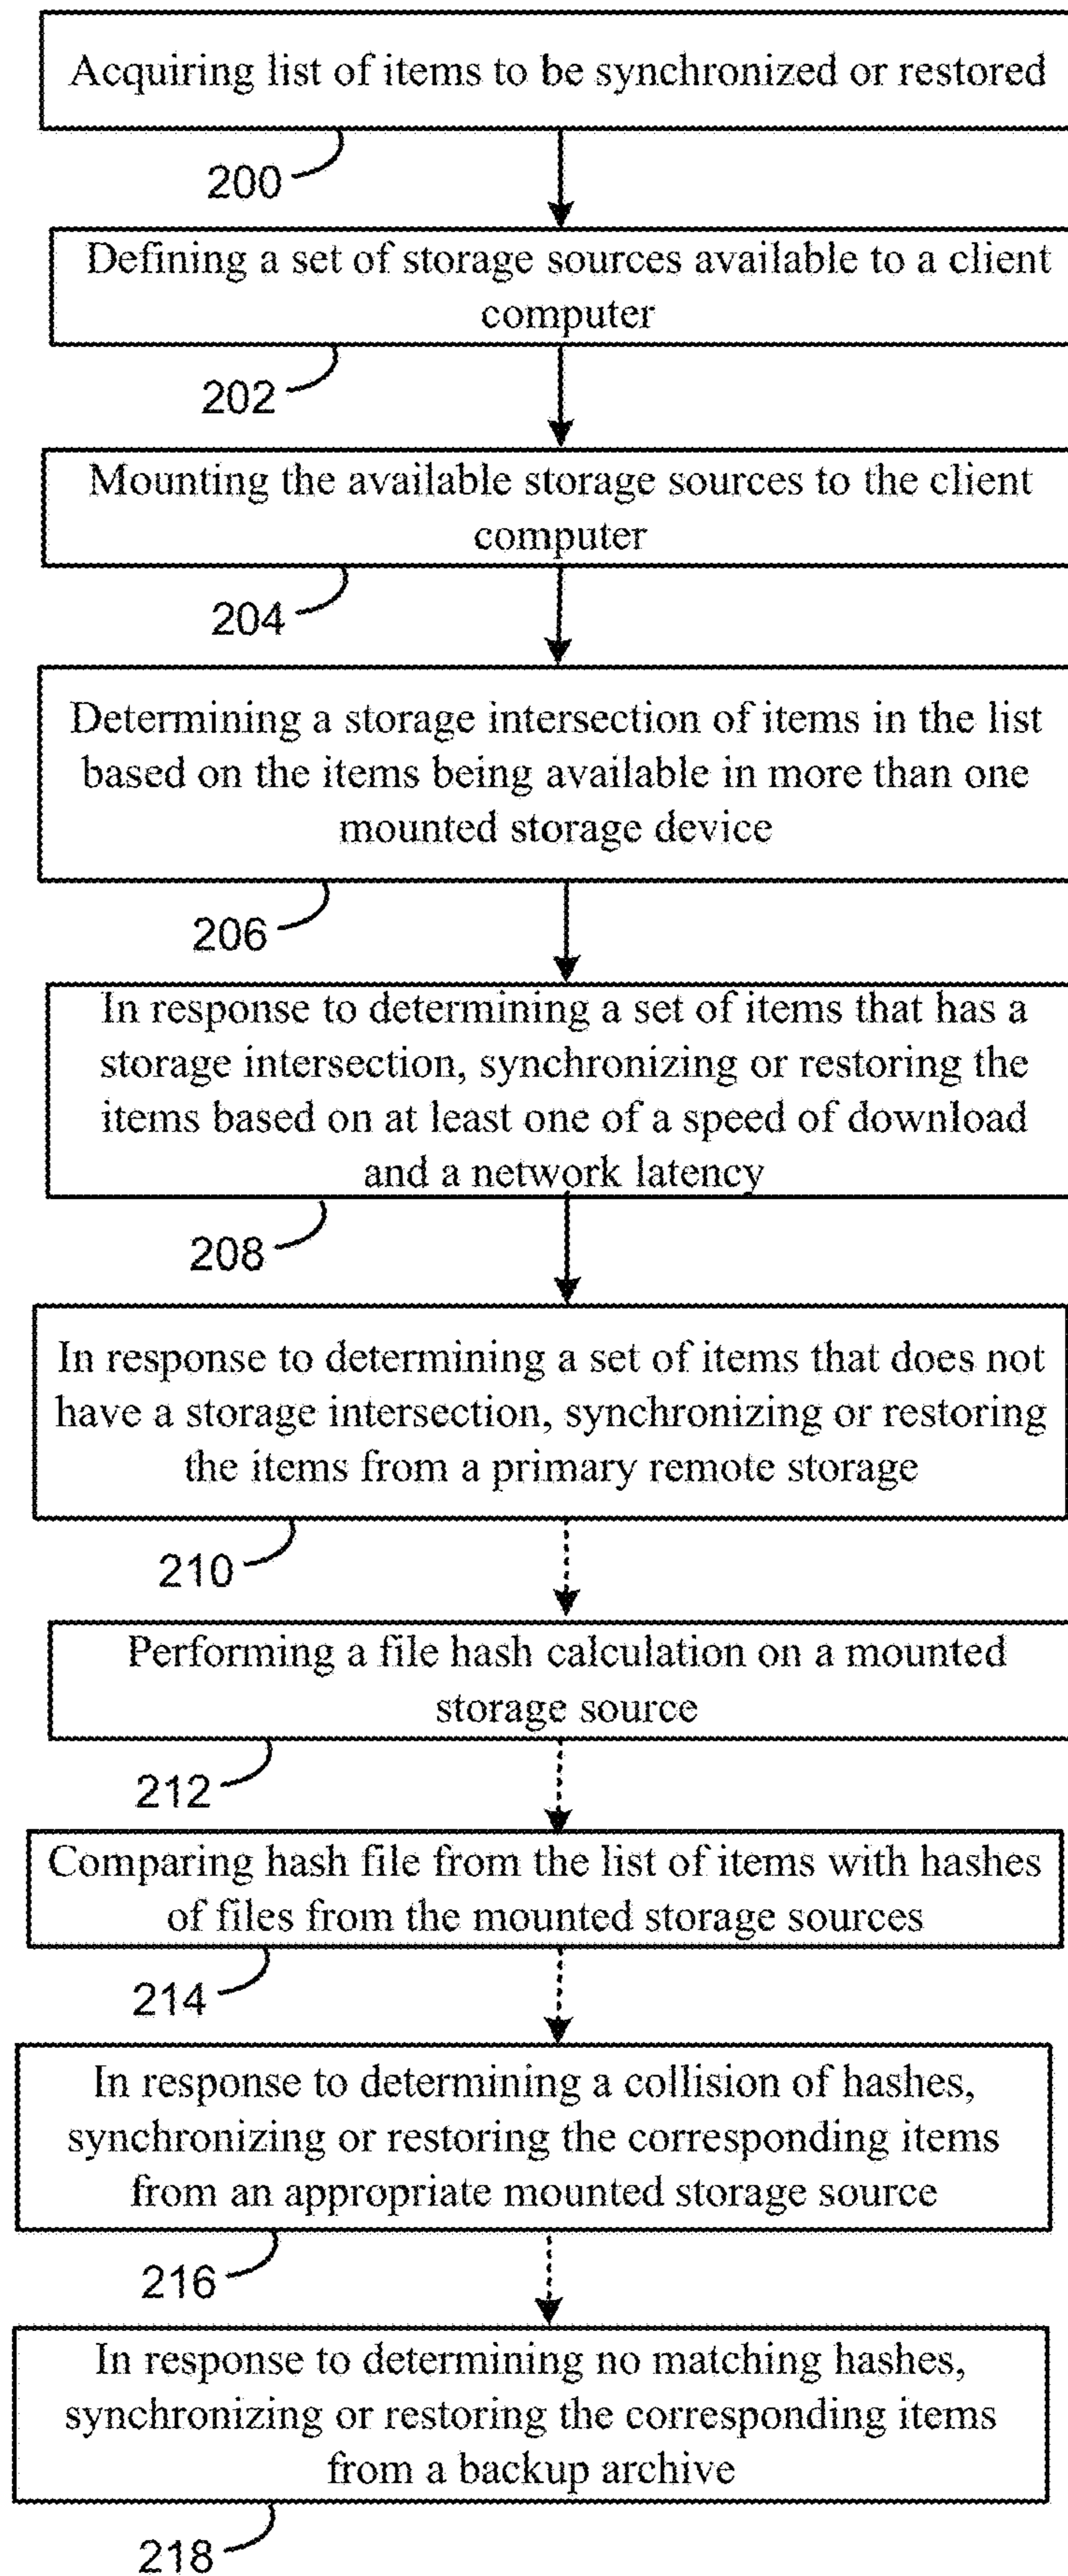 Acquiring list of items to be synchronized or restored
200
Defining a set of storage sources available to a client
computer
202
Mounting the available storage sources to the client
computer
204
Determining a storage intersection of items in the list
based on the items being available in more than one
mounted storage device
206
In response to determining a set of items that has a
storage intersection, synchronizing or restoring the
items based on at least one of a speed of download
and a network latency
208
In response to determining a set of items that does not
have a storage intersection, synchronizing or restoring
the items from a primary remote storage
210
Performing a file hash calculation on a mounted
storage source
212
Comparing hash file from the list of items with hashes
of files from the mounted storage sources
214
In response to determining a collision of hashes,
synchronizing or restoring the corresponding items
from an appropriate mounted storage source
216
In response to determining no matching hashes,
synchronizing or restoring the corresponding items
from a backup archive
218